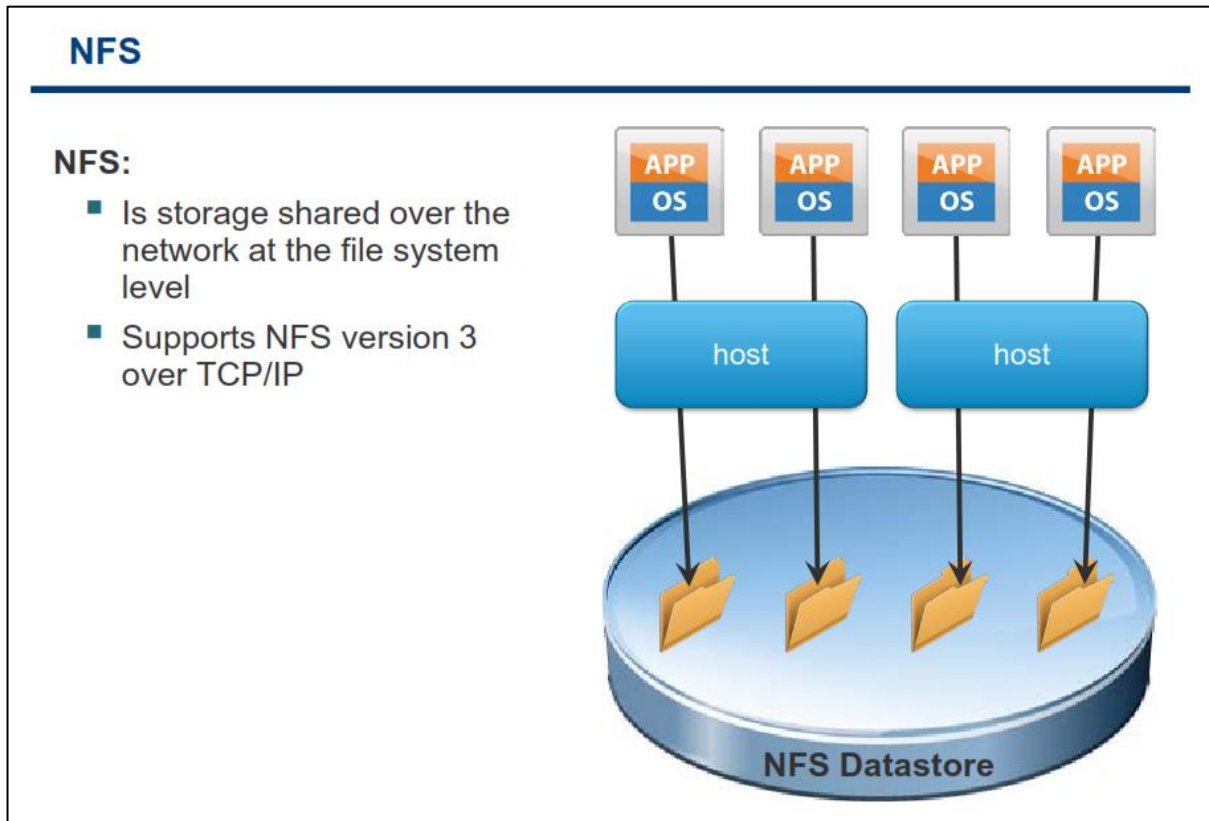 NFS
NFS:
Is storage shared over the
network at the file system
level
Supports NFS version 3
over TCP/IP
APP
OS
APP
OS
APP
OS
APP
OS
host
host
NFS Datastore